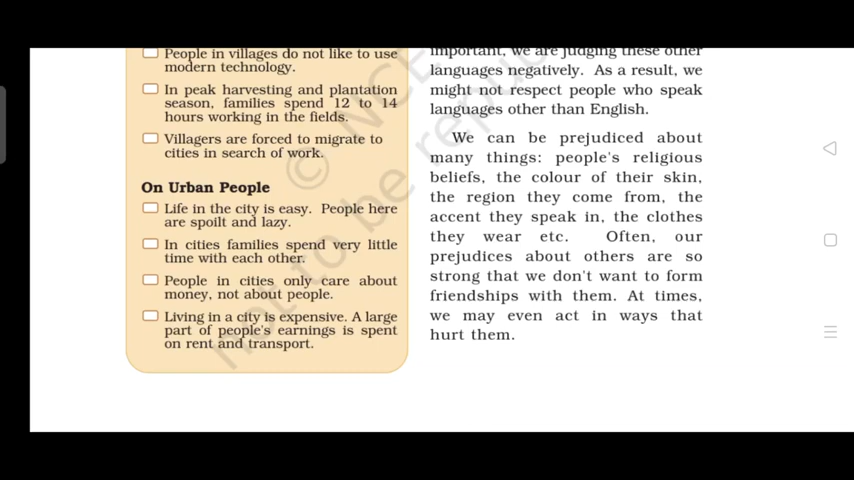 People in villages do not like to use
modern technology.
In peak harvesting and plantation
season, families spend 12 to 14
hours working in the fields.
Villagers are forced to migrate to
cities in search of work.
On Urban People
Life in the city is easy. People here
are spoilt and lazy.
In cities families spend very little
time with each other.
People in cities only care about
money, not about people.
Living in a city is expensive. A large
part of people's earnings is spent
on rent and transport.
important, we are judging these other
languages negatively. As a result, we
might not respect people who speak
languages other than English.
We can be prejudiced about
many things: people's religious
beliefs, the colour of their skin,
the region they come from, the
accent they speak in, the clothes
they wear etc. Often, our
prejudices about others are so
strong that we don't want to form
friendships with them. At times,
we may even act in ways that
hurt them.